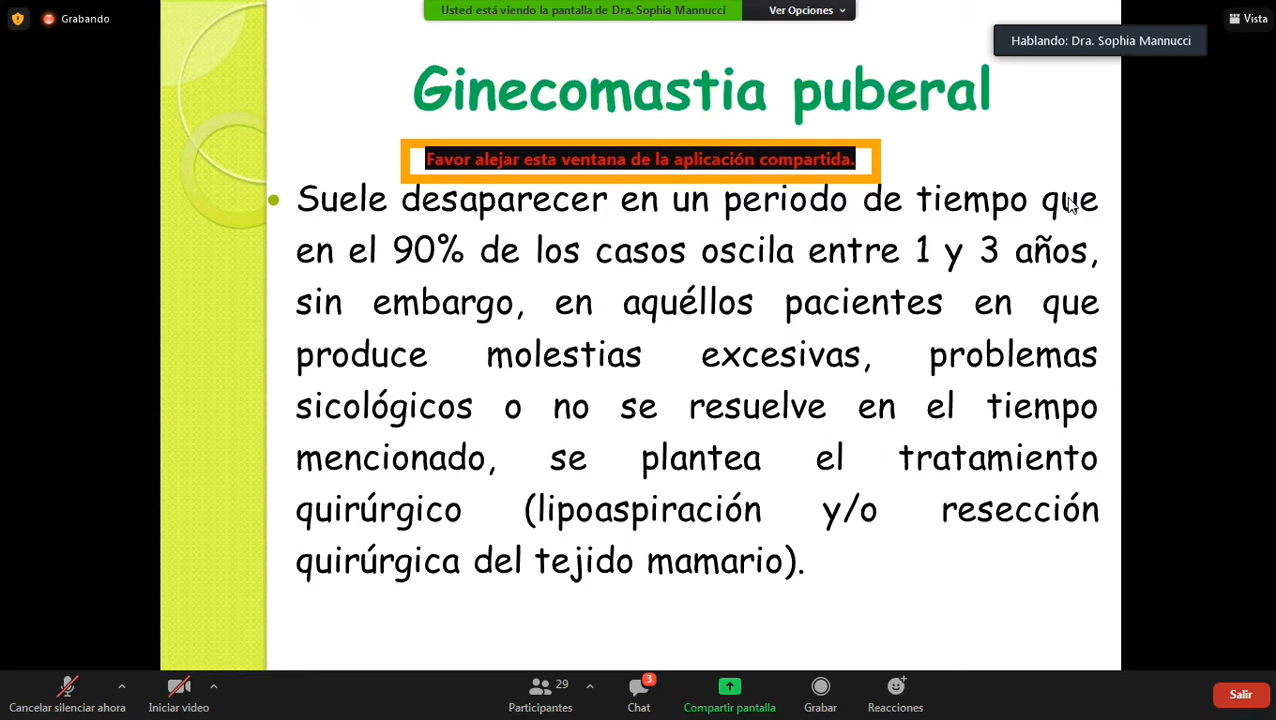 Grabando
Usted está viendo la pantalla de Dra. Sophia Mannucci
Ver Opciones
Vista
Hablando: Dra. Sophia Mannucci
Ginecomastia puberal
Favor alejar esta ventana de la aplicación compartida.
Suele desaparecer en un periodo de tiempo que
en el 90% de los casos oscila entre 1 y 3 años,
sin embargo, en aquéllos pacientes en que
produce molestias excesivas, problemas
sicológicos o no se resuelve en el tiempo
mencionado, se plantea el tratamiento
quirúrgico (lipoaspiración y/o resección
quirúrgica del tejido mamario).
Cancelar silenciar ahora
Iniciar video
29
Participantes
3
Chat
Compartir pantalla
Grabar
Reacciones
Salir